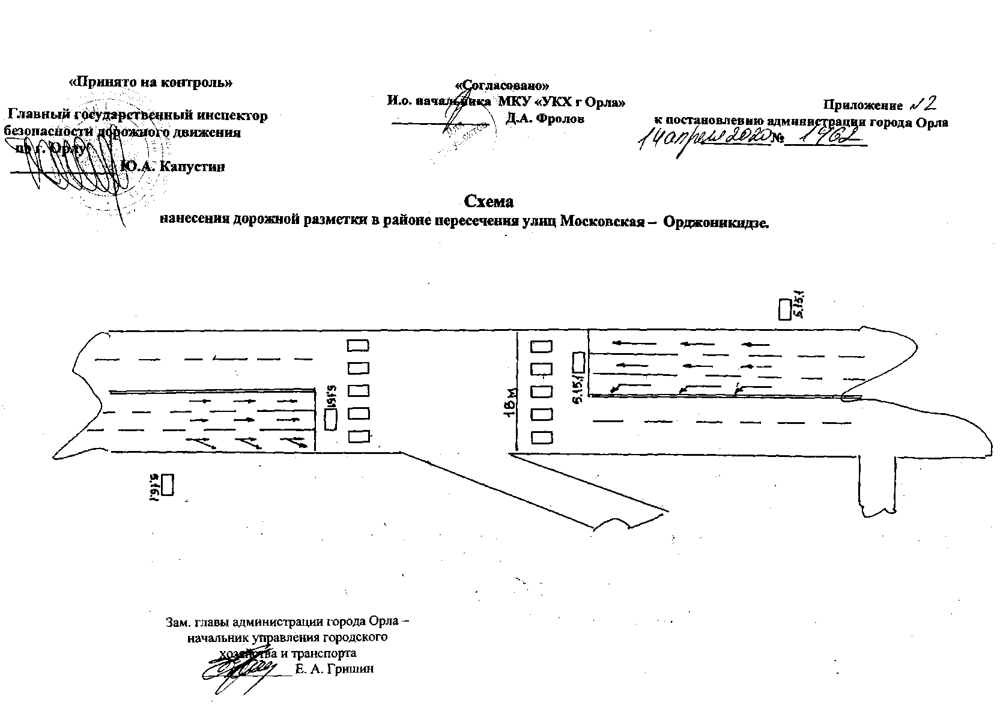 «Принято на контроль»
Главный государственный инспектор
безопасности дорожного движения
по г. Орлу
Ю.А. Капустин
«Согласовано»
И.о. начальника МКУ «УКХ г Орла»
Д.А. Фролов
Приложение №2
к постановлению администрации города Орла
14 апреля 2020 № 1962
Схема
нанесения дорожной разметки в районе пересечения улиц Московская – Орджоникидзе.
5.15.1
5.15.1
5.15.1
18м
5.16.1
Зам. главы администрации города Орла –
начальник управления городского
хозяйства и транспорта
Е. А. Гришин